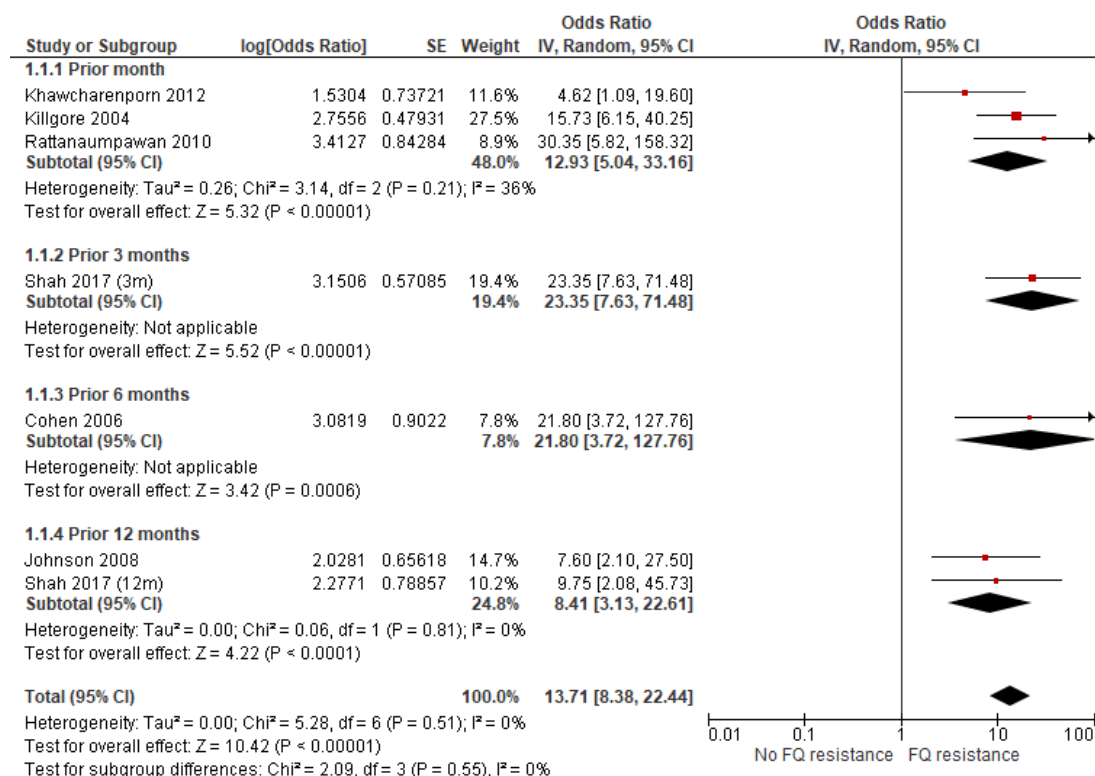 Odds Ratio Odds Ratio
Study or Subgroup log[Odds Ratio] SE Weight IV, Random, 95% CI IV, Random, 95% CI
1.1.1 Prior month
Khawcharenporn 2012 1.5304 0.73721 11.6% 4.62 [1.09, 19.60]
Killgore 2004 2.7556 0.47931 27.5% 15.73 [6.15, 40.25]
Rattanaumpawan 2010 3.4127 0.84284 8.9% 30.35 [5.82, 158.32]
Subtotal (95% CI) 48.0% 12.93 [5.04, 33.16]
Heterogeneity: Tau² = 0.26; Chi² = 3.14, df = 2 (P = 0.21); I² = 36%
Test for overall effect: Z = 5.32 (P < 0.00001)
1.1.2 Prior 3 months
Shah 2017 (3m) 3.1506 0.57085 19.4% 23.35 [7.63, 71.48]
Subtotal (95% CI) 19.4% 23.35 [7.63, 71.48]
Heterogeneity: Not applicable
Test for overall effect: Z = 5.52 (P < 0.00001)
1.1.3 Prior 6 months
Cohen 2006 3.0819 0.9022 7.8% 21.80 [3.72, 127.76]
Subtotal (95% CI) 7.8% 21.80 [3.72, 127.76]
Heterogeneity: Not applicable
Test for overall effect: Z = 3.42 (P = 0.0006)
1.1.4 Prior 12 months
Johnson 2008 2.0281 0.65618 14.7% 7.60 [2.10, 27.50]
Shah 2017 (12m) 2.2771 0.78857 10.2% 9.75 [2.08, 45.73]
Subtotal (95% CI) 24.8% 8.41 [3.13, 22.61]
Heterogeneity: Tau² = 0.00; Chi² = 0.06, df = 1 (P = 0.81); I² = 0%
Test for overall effect: Z = 4.22 (P < 0.0001)
Total (95% CI) 100.0% 13.71 [8.38, 22.44]
Heterogeneity: Tau² = 0.00; Chi² = 5.28, df = 6 (P = 0.51); I² = 0%
Test for overall effect: Z = 10.42 (P < 0.00001)
Test for subgroup differences: Chi² = 2.09, df = 3 (P = 0.55), I² = 0%
0.01 0.1 1 10 100
No FQ resistance FQ resistance